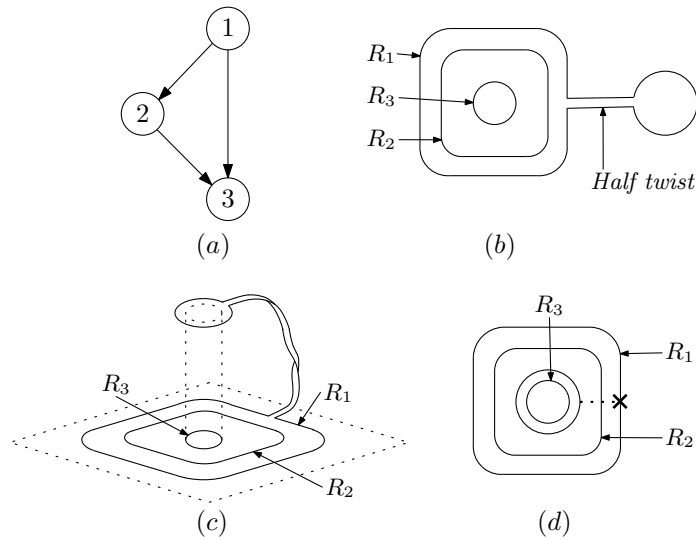 1
2
3
(a)
R₁
R₃
R₂
Half twist
(b)
R₃
R₁
R₂
(c)
R₃
R₁
R₂
(d)